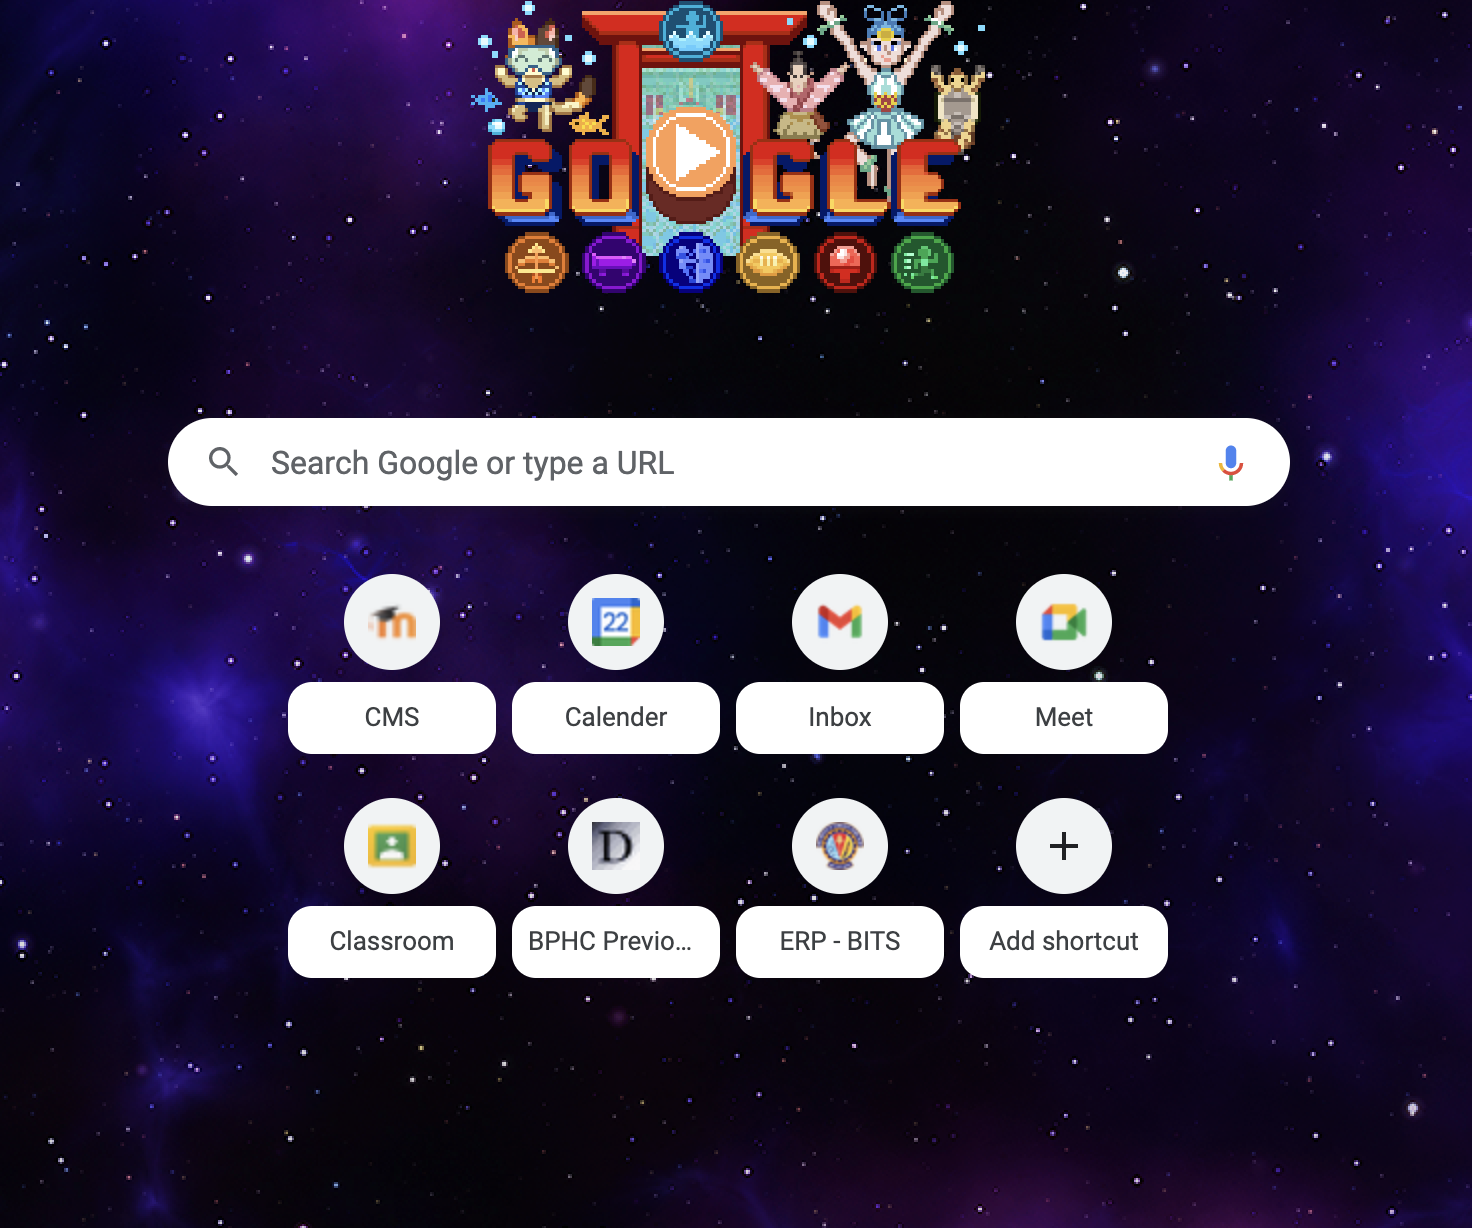 GOOGLE
Search Google or type a URL
22
CMS Calender Inbox Meet
D
Classroom BPHC Previo... ERP - BITS Add shortcut